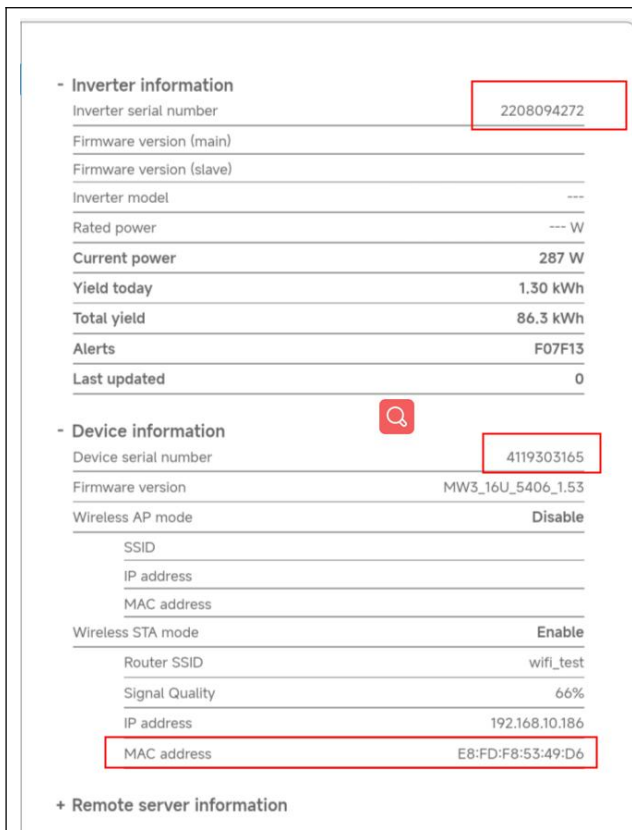 - Inverter information
Inverter serial number 2208094272
Firmware version (main)
Firmware version (slave)
Inverter model ---
Rated power --- W
Current power 287 W
Yield today 1.30 kWh
Total yield 86.3 kWh
Alerts F07F13
Last updated 0
- Device information
Device serial number 4119303165
Firmware version MW3_16U_5406_1.53
Wireless AP mode Disable
SSID
IP address
MAC address
Wireless STA mode Enable
Router SSID wifi_test
Signal Quality 66%
IP address 192.168.10.186
MAC address E8:FD:F8:53:49:D6
+ Remote server information